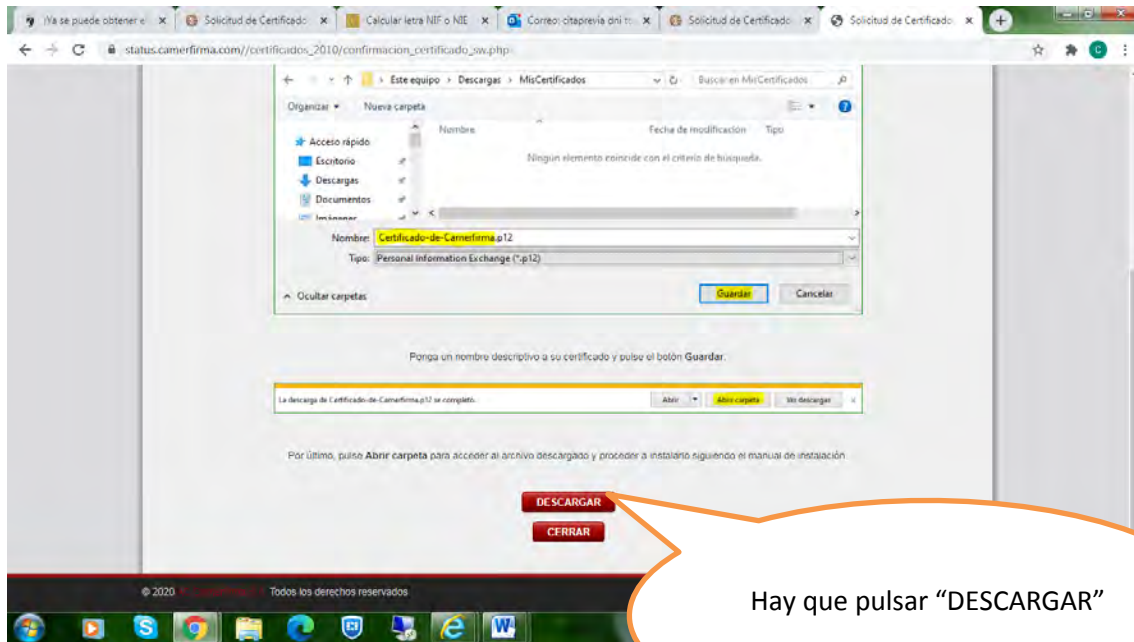 ¡Ya se puede obtener e
Solicitud de Certificado
Calcular letra NIF o NIE
Correo: citaprevia dni tr
Solicitud de Certificado
Solicitud de Certificado
status.camerfirma.com//certificados_2010/confirmacion_certificado_sw.php
Este equipo > Descargas > MisCertificados
Buscar en MisCertificados
Organizar
Nueva carpeta
Nombre
Fecha de modificación
Tipo
Acceso rápido
Escritorio
Ningún elemento coincide con el criterio de búsqueda.
Descargas
Documentos
Imágenes
Nombre: Certificado-de-Camerfirma.p12
Tipo: Personal Information Exchange (*.p12)
Ocultar carpetas
Guardar
Cancelar
Ponga un nombre descriptivo a su certificado y pulse el botón Guardar.
La descarga de Certificado-de-Camerfirma.p12 se completó.
Abrir
Abrir carpeta
Ver descargas
Por último, pulse Abrir carpeta para acceder al archivo descargado y proceder a instalarlo siguiendo el manual de instalación
DESCARGAR
CERRAR
© 2020
Todos los derechos reservados
Hay que pulsar “DESCARGAR”